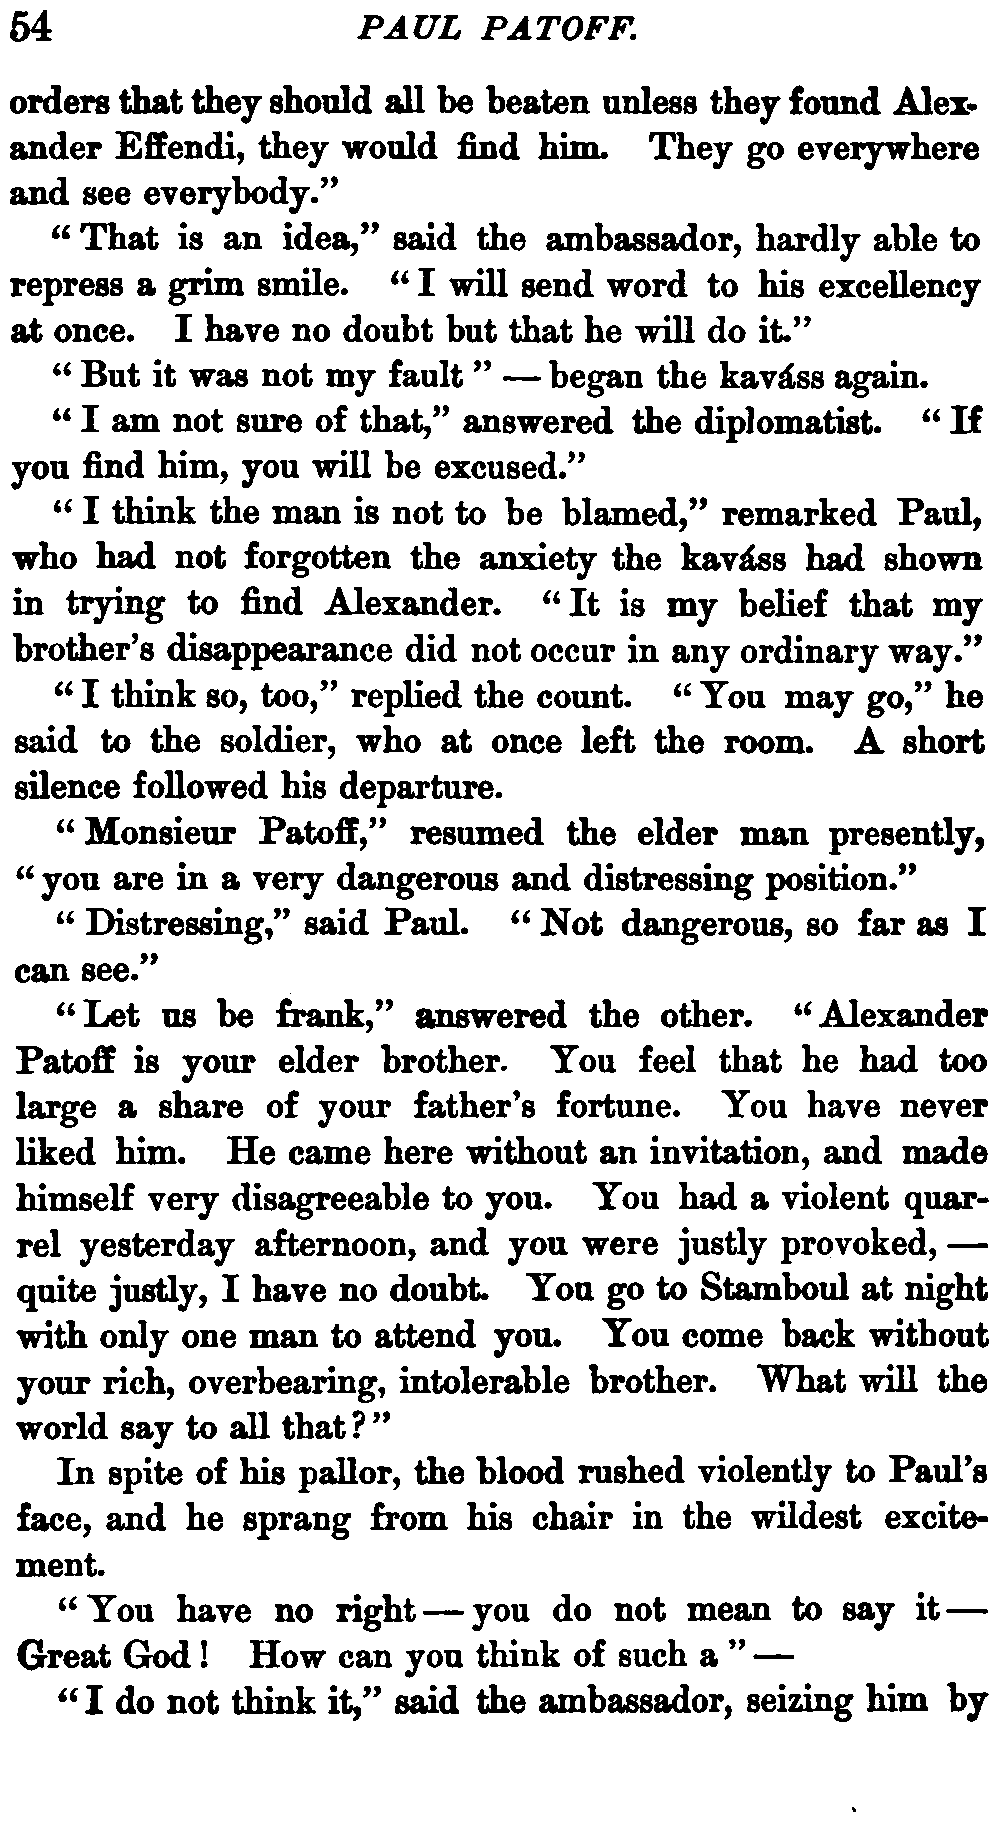 54 PAUL PATOFF.
orders that they should all be beaten unless they found Alex-
ander Effendi, they would find him. They go everywhere
and see everybody."
"That is an idea," said the ambassador, hardly able to
repress a grim smile. "I will send word to his excellency
at once. I have no doubt but that he will do it."
"But it was not my fault" — began the kaváss again.
"I am not sure of that," answered the diplomatist. "If
you find him, you will be excused."
"I think the man is not to be blamed," remarked Paul,
who had not forgotten the anxiety the kaváss had shown
in trying to find Alexander. "It is my belief that my
brother's disappearance did not occur in any ordinary way."
"I think so, too," replied the count. "You may go," he
said to the soldier, who at once left the room. A short
silence followed his departure.
"Monsieur Patoff," resumed the elder man presently,
"you are in a very dangerous and distressing position."
"Distressing," said Paul. "Not dangerous, so far as I
can see."
"Let us be frank," answered the other. "Alexander
Patoff is your elder brother. You feel that he had too
large a share of your father's fortune. You have never
liked him. He came here without an invitation, and made
himself very disagreeable to you. You had a violent quar-
rel yesterday afternoon, and you were justly provoked, —
quite justly, I have no doubt. You go to Stamboul at night
with only one man to attend you. You come back without
your rich, overbearing, intolerable brother. What will the
world say to all that?"
In spite of his pallor, the blood rushed violently to Paul's
face, and he sprang from his chair in the wildest excite-
ment.
"You have no right — you do not mean to say it —
Great God! How can you think of such a" —
"I do not think it," said the ambassador, seizing him by